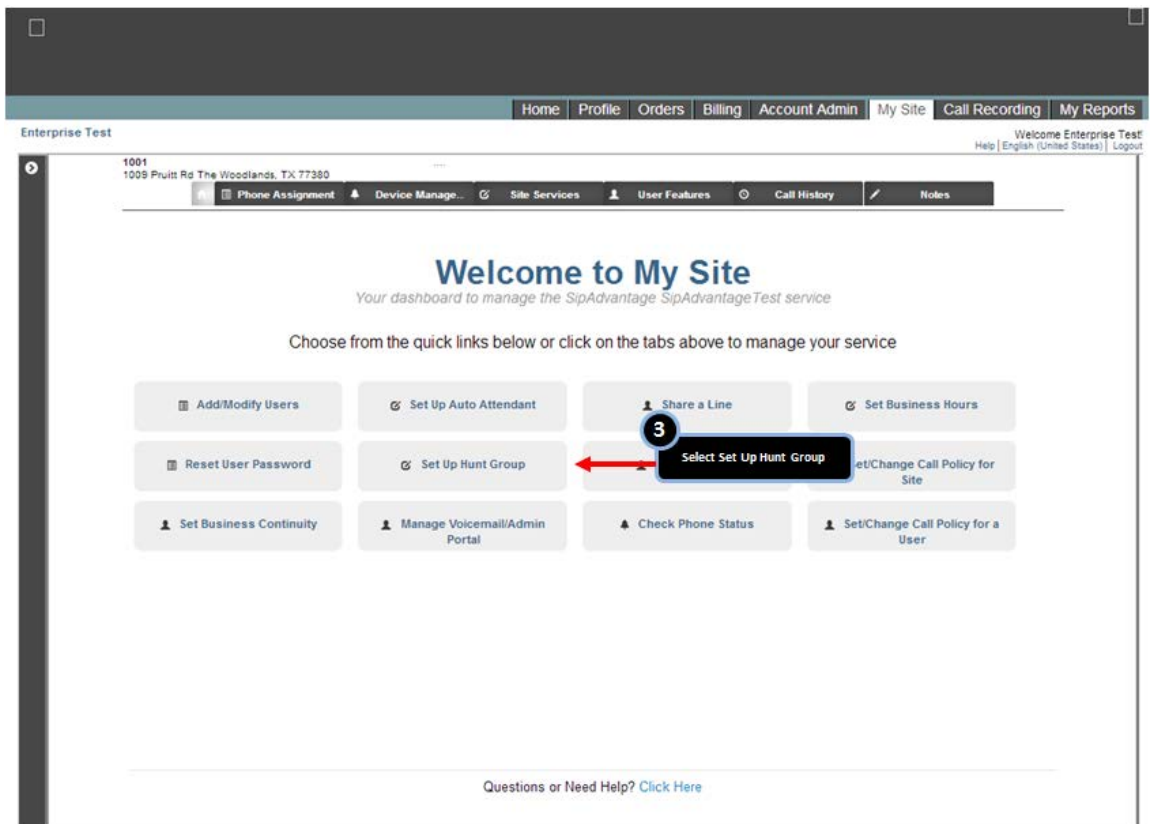 Home Profile Orders Billing Account Admin My Site Call Recording My Reports
Enterprise Test
Welcome Enterprise Test!
Help | English (United States) | Logout
1001
....
1009 Pruitt Rd The Woodlands, TX 77380
Phone Assignment Device Manage... Site Services User Features Call History Notes
Welcome to My Site
Your dashboard to manage the SipAdvantage SipAdvantageTest service
Choose from the quick links below or click on the tabs above to manage your service
Add/Modify Users
Set Up Auto Attendant
Share a Line
Set Business Hours
3
Select Set Up Hunt Group
Reset User Password
Set Up Hunt Group
et/Change Call Policy for
Site
Set Business Continuity
Manage Voicemail/Admin
Portal
Check Phone Status
Set/Change Call Policy for a
User
Questions or Need Help? Click Here